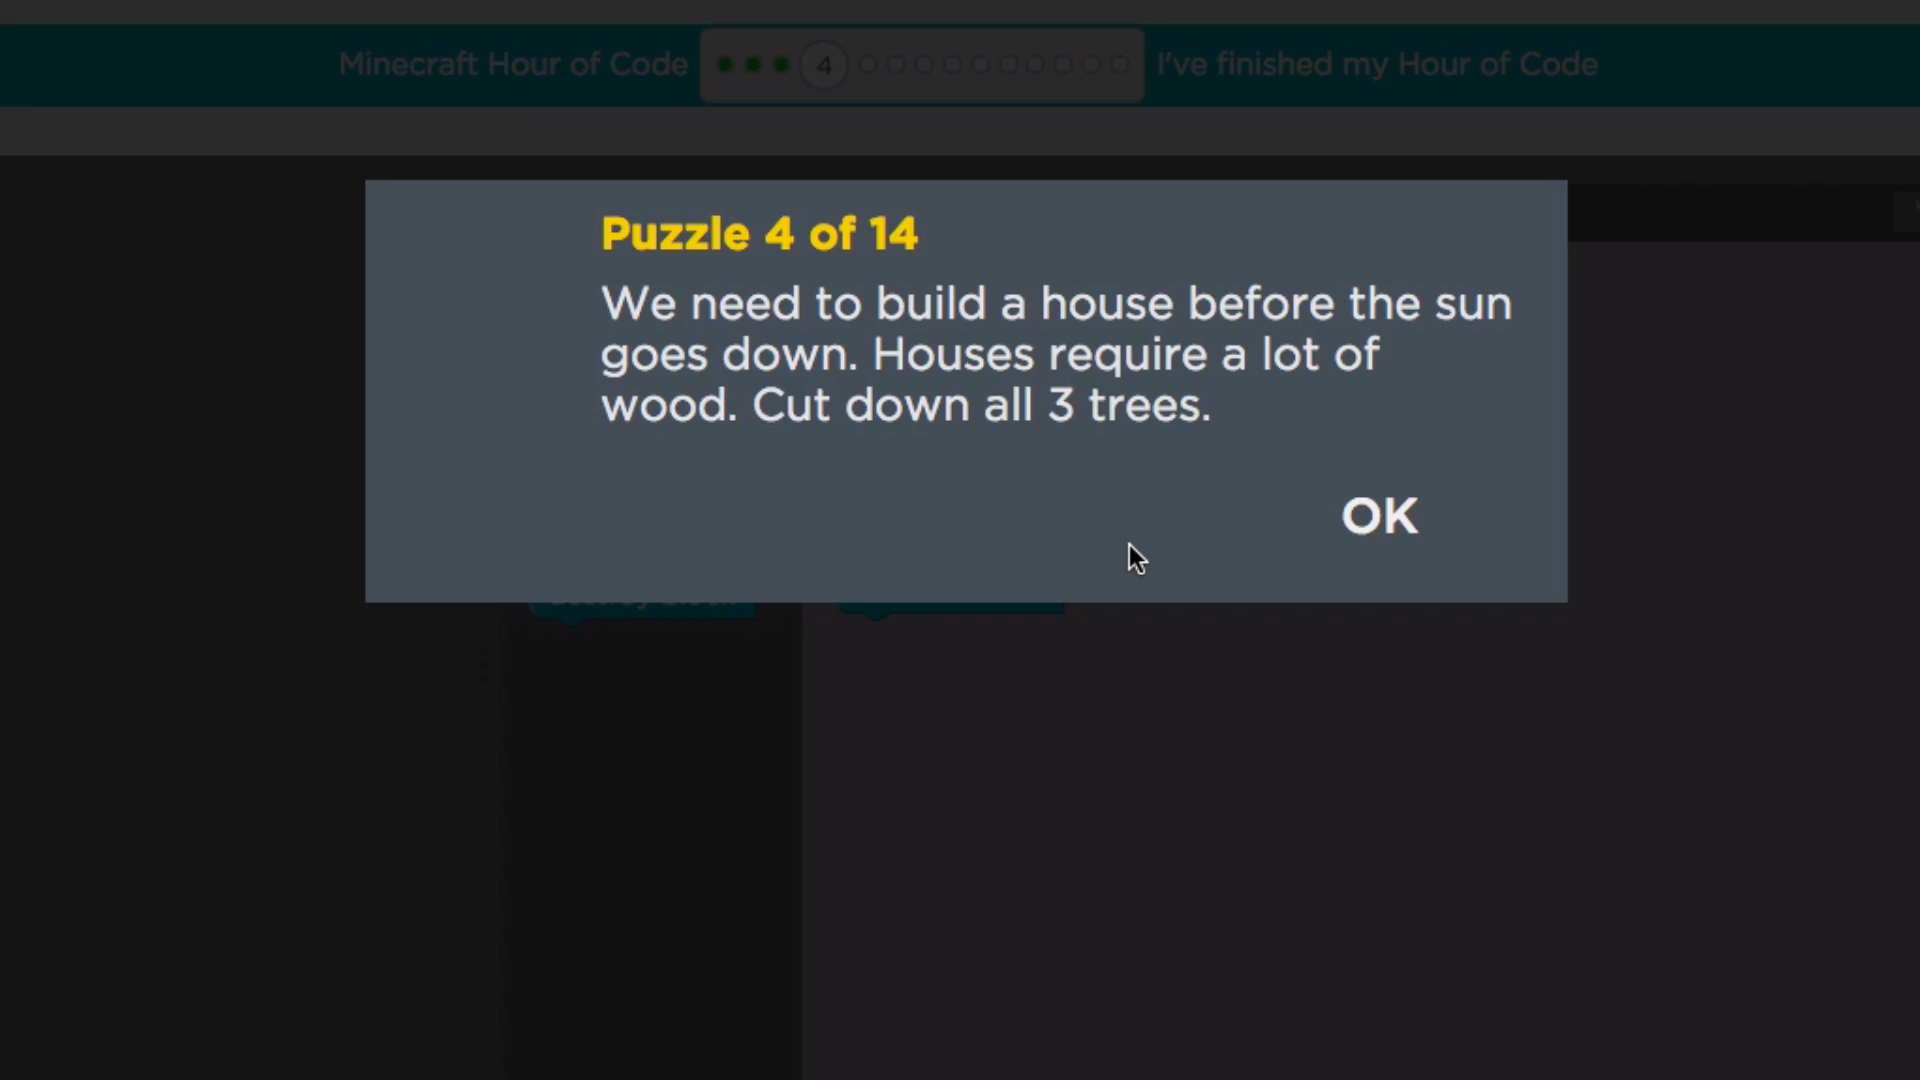 Minecraft Hour of Code 4 I've finished my Hour of Code
Puzzle 4 of 14
We need to build a house before the sun
goes down. Houses require a lot of
wood. Cut down all 3 trees.
OK